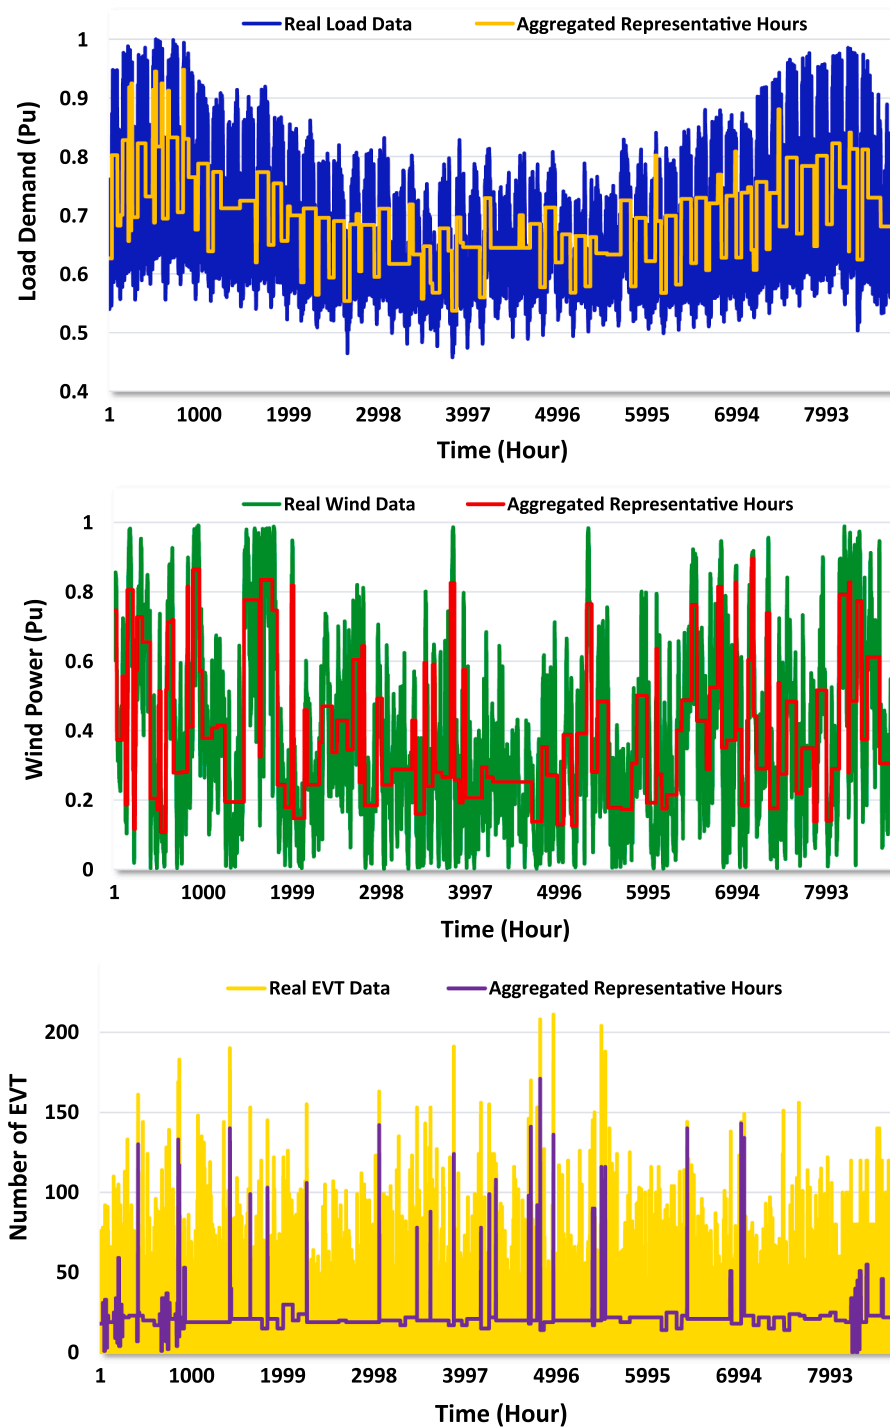 Real Load Data Aggregated Representative Hours
1
0.9
0.8
0.7
0.6
0.5
0.4
Load Demand (Pu)
1 1000 1999 2998 3997 4996 5995 6994 7993
Time (Hour)
Real Wind Data Aggregated Representative Hours
1
0.8
0.6
0.4
0.2
0
Wind Power (Pu)
1 1000 1999 2998 3997 4996 5995 6994 7993
Time (Hour)
Real EVT Data Aggregated Representative Hours
200
150
100
50
0
Number of EVT
1 1000 1999 2998 3997 4996 5995 6994 7993
Time (Hour)